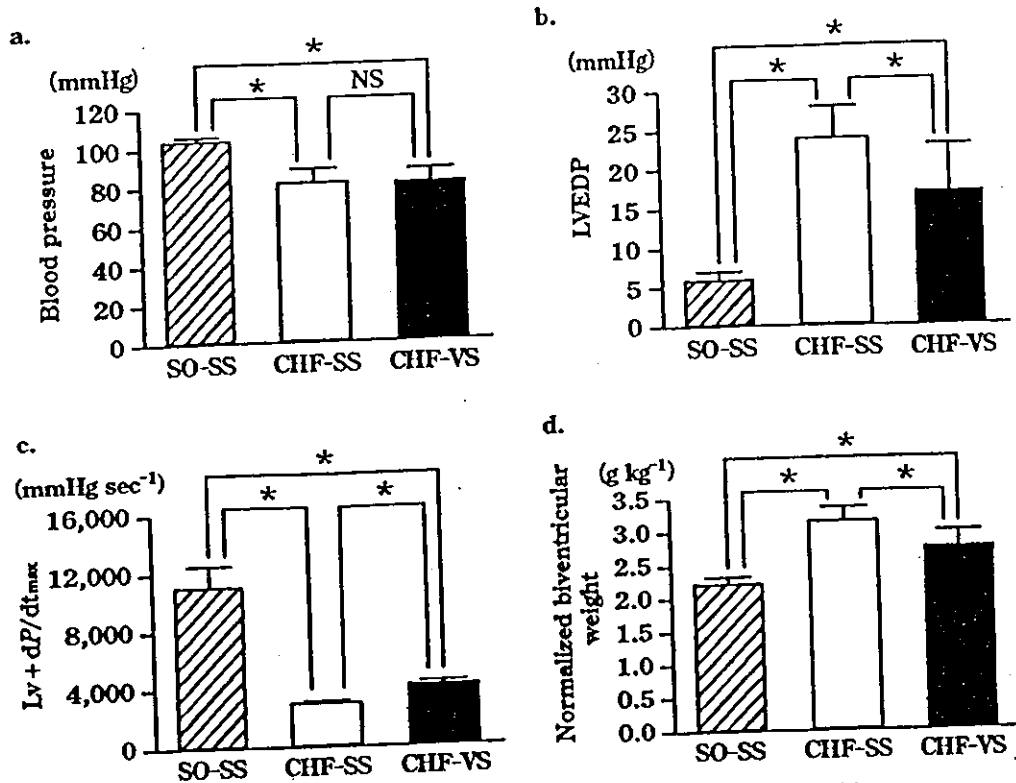 a.
(mmHg)
Blood pressure
120
100
80
60
40
20
0
*
*
NS
SO-SS CHF-SS CHF-VS
b.
(mmHg)
LVEDP
30
25
20
15
10
5
0
*
*
*
SO-SS CHF-SS CHF-VS
c.
(mmHg sec⁻¹)
Lv + dP/dtmax
16,000
12,000
8,000
4,000
0
*
*
*
SO-SS CHF-SS CHF-VS
d.
(g kg⁻¹)
Normalized biventricular
weight
3.5
3.0
2.5
2.0
1.5
1.0
0.5
0.0
*
*
*
SO-SS CHF-SS CHF-VS